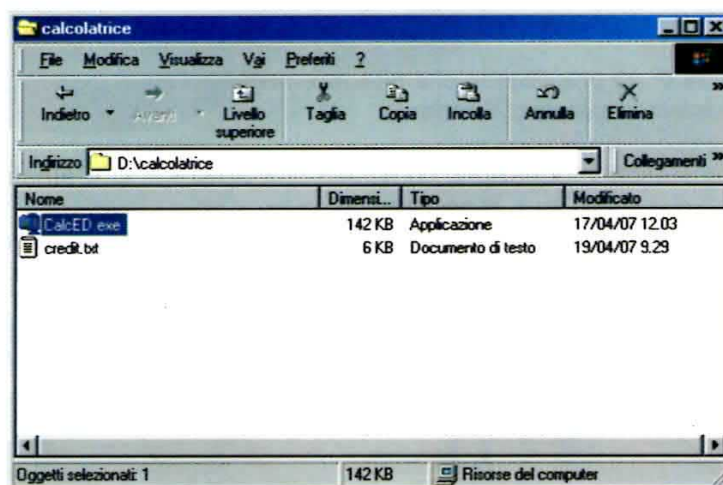 calcolatrice
File Modifica Visualizza Vai Preferiti ?
Indietro Avanti Livello superiore Taglia Copia Incolla Annulla Elimina »
Indirizzo D:\calcolatrice Collegamenti »
Nome Dimensi... Tipo Modificato
CalcED.exe 142 KB Applicazione 17/04/07 12.03
credit.txt 6 KB Documento di testo 19/04/07 9.29
Oggetti selezionati: 1 142 KB Risorse del computer